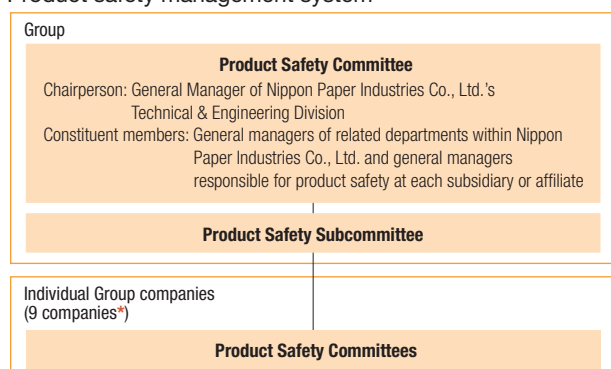 Product safety management system
Group
Product Safety Committee
Chairperson: General Manager of Nippon Paper Industries Co., Ltd.'s
Technical & Engineering Division
Constituent members: General managers of related departments within Nippon
Paper Industries Co., Ltd. and general managers
responsible for product safety at each subsidiary or affiliate
Product Safety Subcommittee
Individual Group companies
(9 companies*)
Product Safety Committees